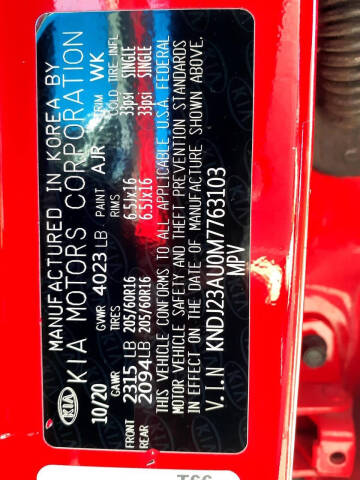 MANUFACTURED IN KOREA BY
KIA KIA MOTORS CORPORATION
10/20 GVWR 4023 LB PAINT AJR TRIM WK
GAWR TIRES RIMS COLD TIRE INFL
FRONT 2315 LB 205/60R16 6.5Jx16 33psi SINGLE
REAR 2094 LB 205/60R16 6.5Jx16 33psi SINGLE
THIS VEHICLE CONFORMS TO ALL APPLICABLE U.S.A. FEDERAL
MOTOR VEHICLE SAFETY AND THEFT PREVENTION STANDARDS
IN EFFECT ON THE DATE OF MANUFACTURE SHOWN ABOVE.
V.I.N KNDJ23AU0M7763103
MPV